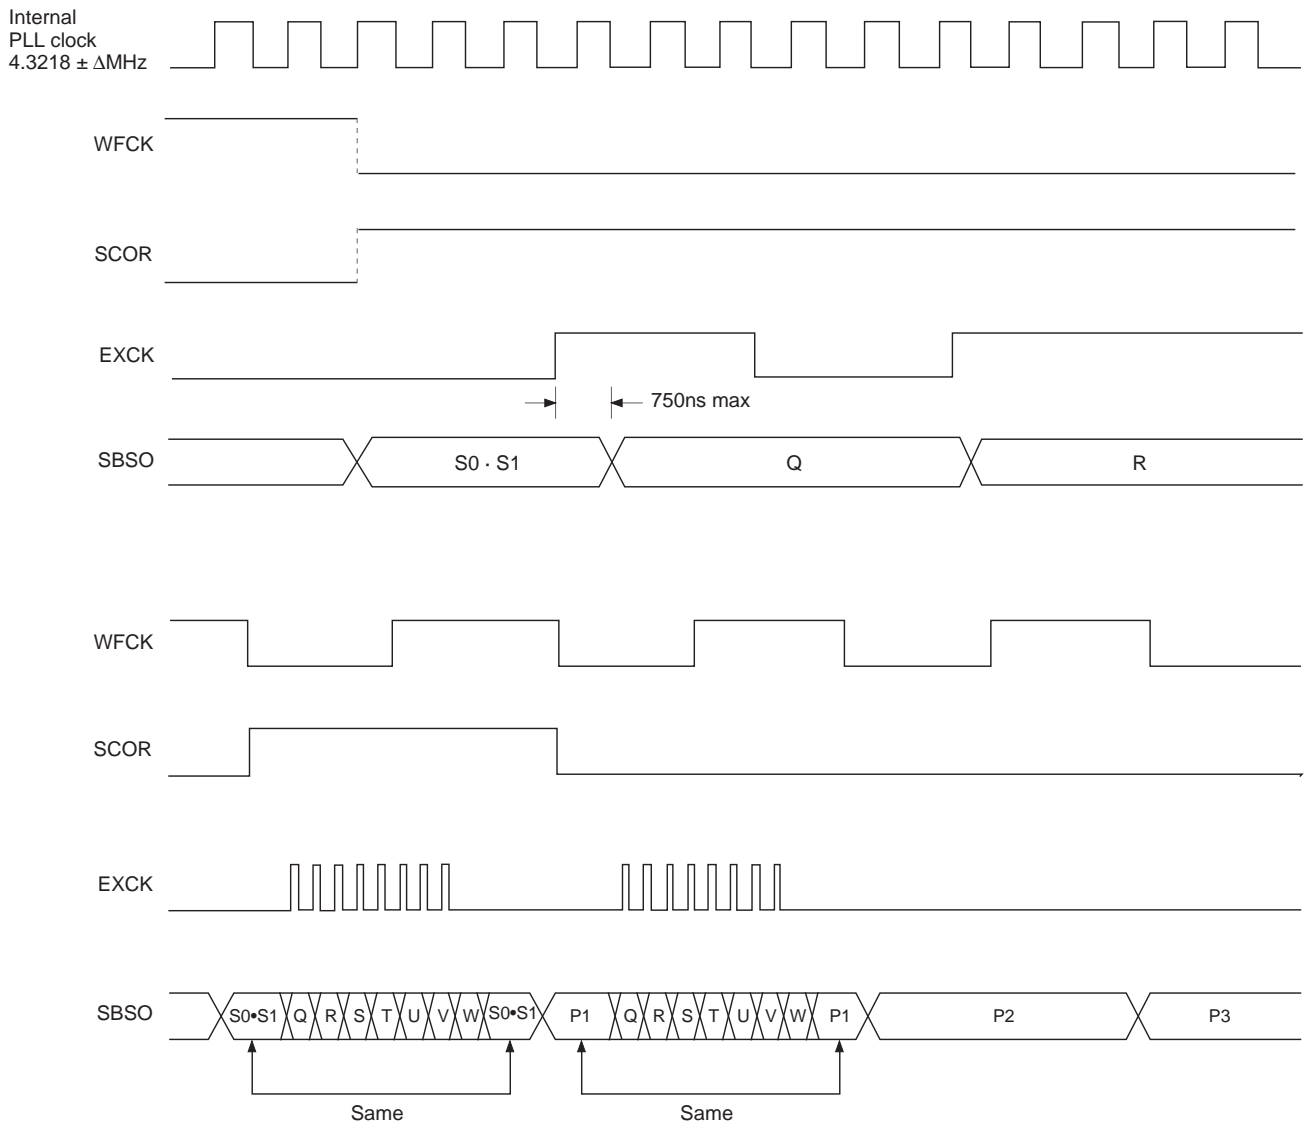 Internal
PLL clock
4.3218 ± ΔMHz
WFCK
SCOR
EXCK
750ns max
SBSO
S0 · S1
Q
R
WFCK
SCOR
EXCK
SBSO
S0•S1 Q R S T U V W S0•S1 P1 Q R S T U V W P1 P2 P3
Same
Same